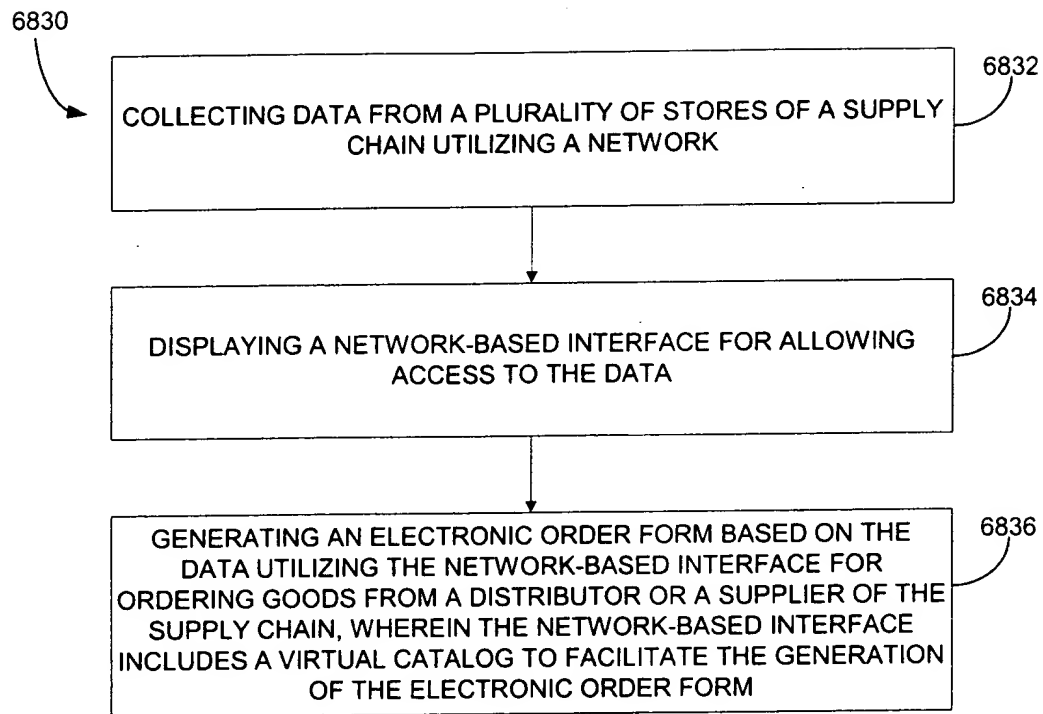 6830
6832
COLLECTING DATA FROM A PLURALITY OF STORES OF A SUPPLY
CHAIN UTILIZING A NETWORK
6834
DISPLAYING A NETWORK-BASED INTERFACE FOR ALLOWING
ACCESS TO THE DATA
6836
GENERATING AN ELECTRONIC ORDER FORM BASED ON THE
DATA UTILIZING THE NETWORK-BASED INTERFACE FOR
ORDERING GOODS FROM A DISTRIBUTOR OR A SUPPLIER OF THE
SUPPLY CHAIN, WHEREIN THE NETWORK-BASED INTERFACE
INCLUDES A VIRTUAL CATALOG TO FACILITATE THE GENERATION
OF THE ELECTRONIC ORDER FORM